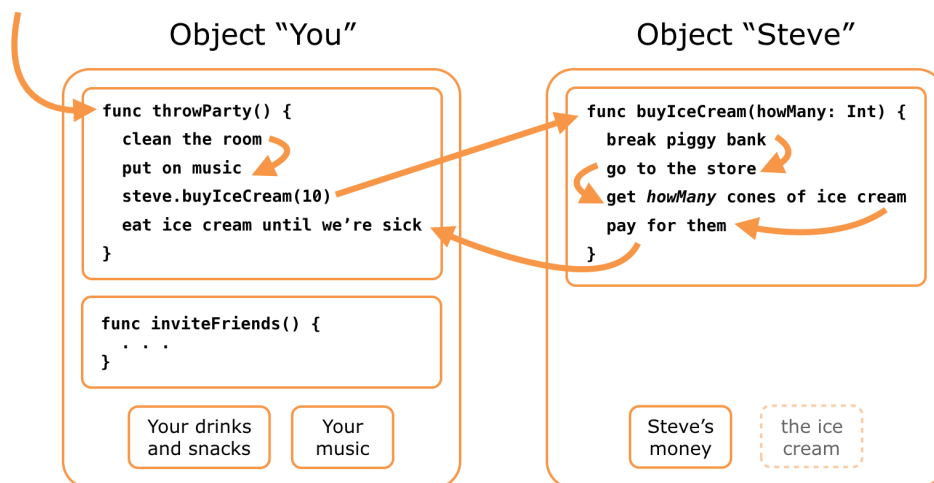 Object “You”
func throwParty() {
clean the room
put on music
steve.buyIceCream(10)
eat ice cream until we’re sick
}
func inviteFriends() {
. . .
}
Your drinks
and snacks
Your
music
Object “Steve”
func buyIceCream(howMany: Int) {
break piggy bank
go to the store
get howMany cones of ice cream
pay for them
}
Steve’s
money
the ice
cream